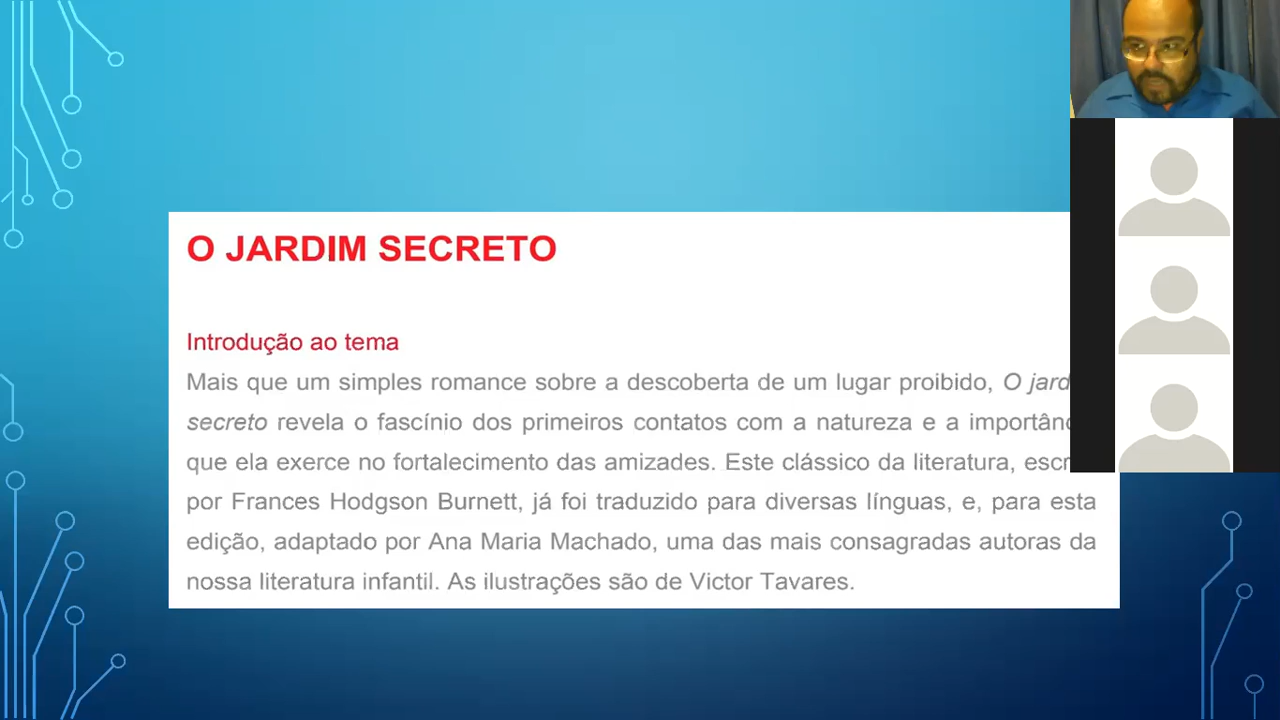 O JARDIM SECRETO
Introdução ao tema
Mais que um simples romance sobre a descoberta de um lugar proibido, O jard
secreto revela o fascínio dos primeiros contatos com a natureza e a importânc
que ela exerce no fortalecimento das amizades. Este clássico da literatura, escr
por Frances Hodgson Burnett, já foi traduzido para diversas línguas, e, para esta
edição, adaptado por Ana Maria Machado, uma das mais consagradas autoras da
nossa literatura infantil. As ilustrações são de Victor Tavares.